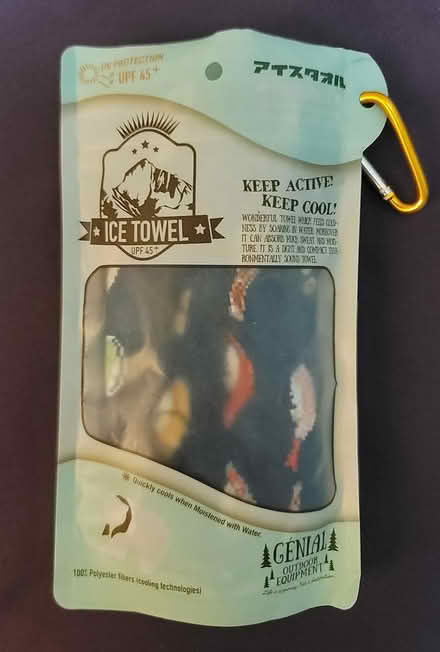 UV PROTECTION
UPF 45+
アイスタオル
ICE TOWEL
UPF 45+
KEEP ACTIVE!
KEEP COOL!
WONDERFUL TOWEL WHICH FEELS COOL-
NESS BY SOAKING IN WATER. MOREOVER
IT CAN ABSORB MUCH SWEAT AND MOIS-
TURE. IT IS A LIGHT AND COMPACT ENVI-
RONMENTALLY SOUND TOWEL.
※ Quickly cools when Moistened with Water.
100% Polyester fibers (cooling technologies)
GÉNIAL
OUTDOOR
EQUIPMENT